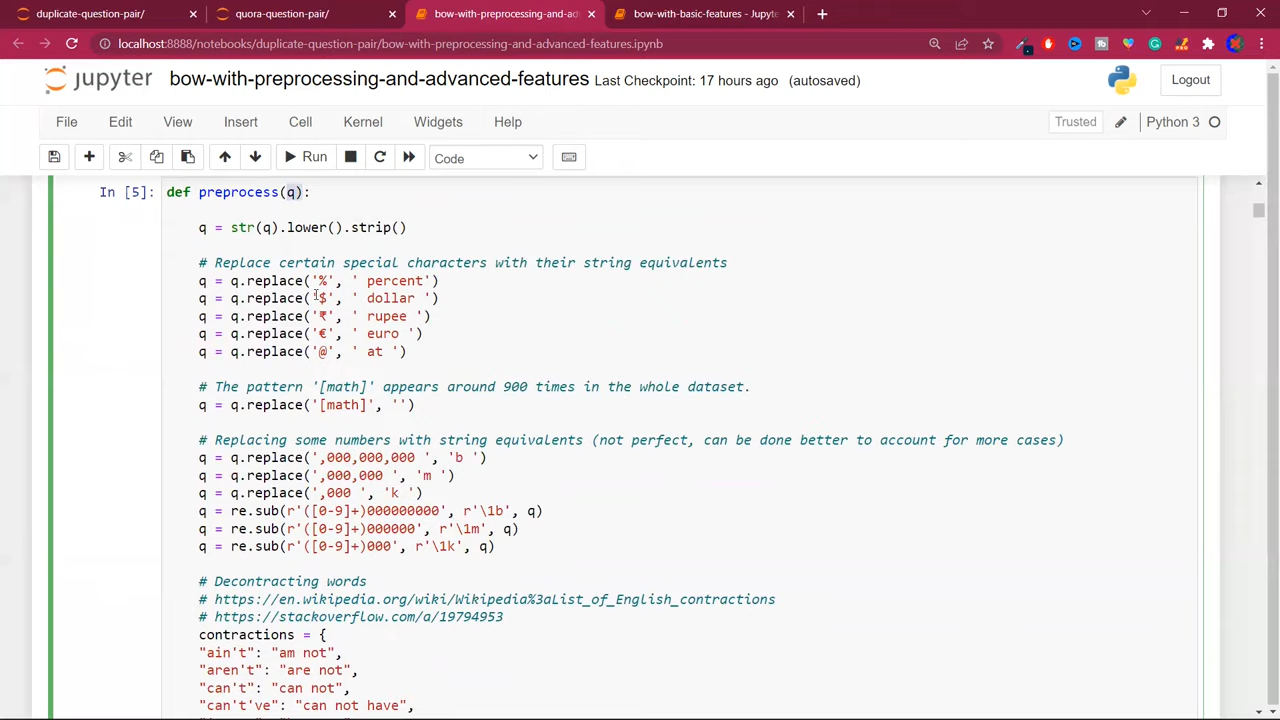 duplicate-question-pair/
quora-question-pair/
bow-with-preprocessing-and-adv
bow-with-basic-features - Jupyte
localhost:8888/notebooks/duplicate-question-pair/bow-with-preprocessing-and-advanced-features.ipynb
jupyter bow-with-preprocessing-and-advanced-features Last Checkpoint: 17 hours ago (autosaved)
Logout
File Edit View Insert Cell Kernel Widgets Help
Trusted
Python 3
Run
Code
In [5]: def preprocess(q):
q = str(q).lower().strip()
# Replace certain special characters with their string equivalents
q = q.replace('%', ' percent')
q = q.replace('$', ' dollar ')
q = q.replace('₹', ' rupee ')
q = q.replace('€', ' euro ')
q = q.replace('@', ' at ')
# The pattern '[math]' appears around 900 times in the whole dataset.
q = q.replace('[math]', '')
# Replacing some numbers with string equivalents (not perfect, can be done better to account for more cases)
q = q.replace(',000,000,000 ', 'b ')
q = q.replace(',000,000 ', 'm ')
q = q.replace(',000 ', 'k ')
q = re.sub(r'([0-9]+)000000000', r'\1b', q)
q = re.sub(r'([0-9]+)000000', r'\1m', q)
q = re.sub(r'([0-9]+)000', r'\1k', q)
# Decontracting words
# https://en.wikipedia.org/wiki/Wikipedia%3aList_of_English_contractions
# https://stackoverflow.com/a/19794953
contractions = {
"ain't": "am not",
"aren't": "are not",
"can't": "can not",
"can't've": "can not have",